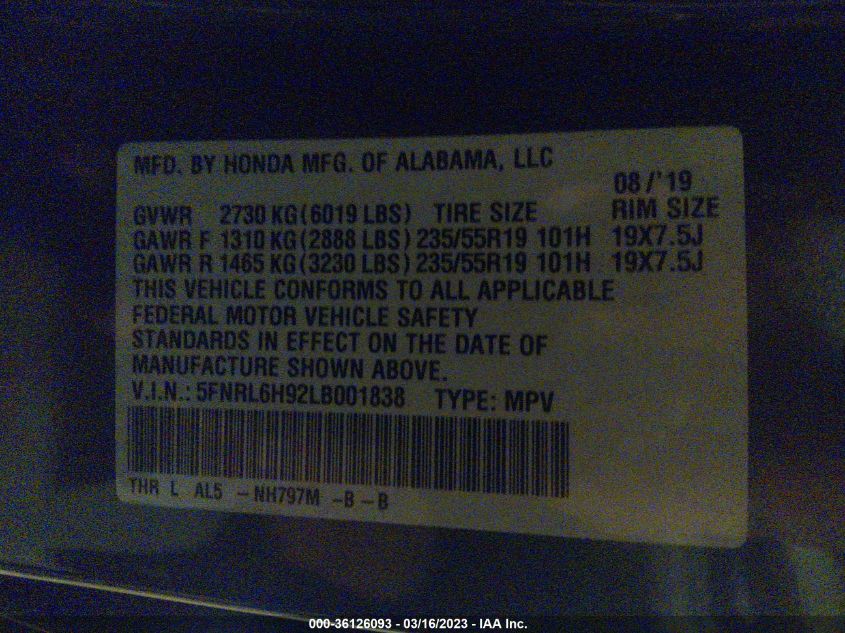 MFD. BY HONDA MFG. OF ALABAMA, LLC
08/'19
GVWR 2730 KG(6019 LBS) TIRE SIZE RIM SIZE
GAWR F 1310 KG(2888 LBS) 235/55R19 101H 19X7.5J
GAWR R 1465 KG(3230 LBS) 235/55R19 101H 19X7.5J
THIS VEHICLE CONFORMS TO ALL APPLICABLE
FEDERAL MOTOR VEHICLE SAFETY
STANDARDS IN EFFECT ON THE DATE OF
MANUFACTURE SHOWN ABOVE.
V.I.N.: 5FNRL6H92LB001838 TYPE: MPV
THR L AL5 -NH797M -B -B
000-36126093 - 03/16/2023 - IAA Inc.